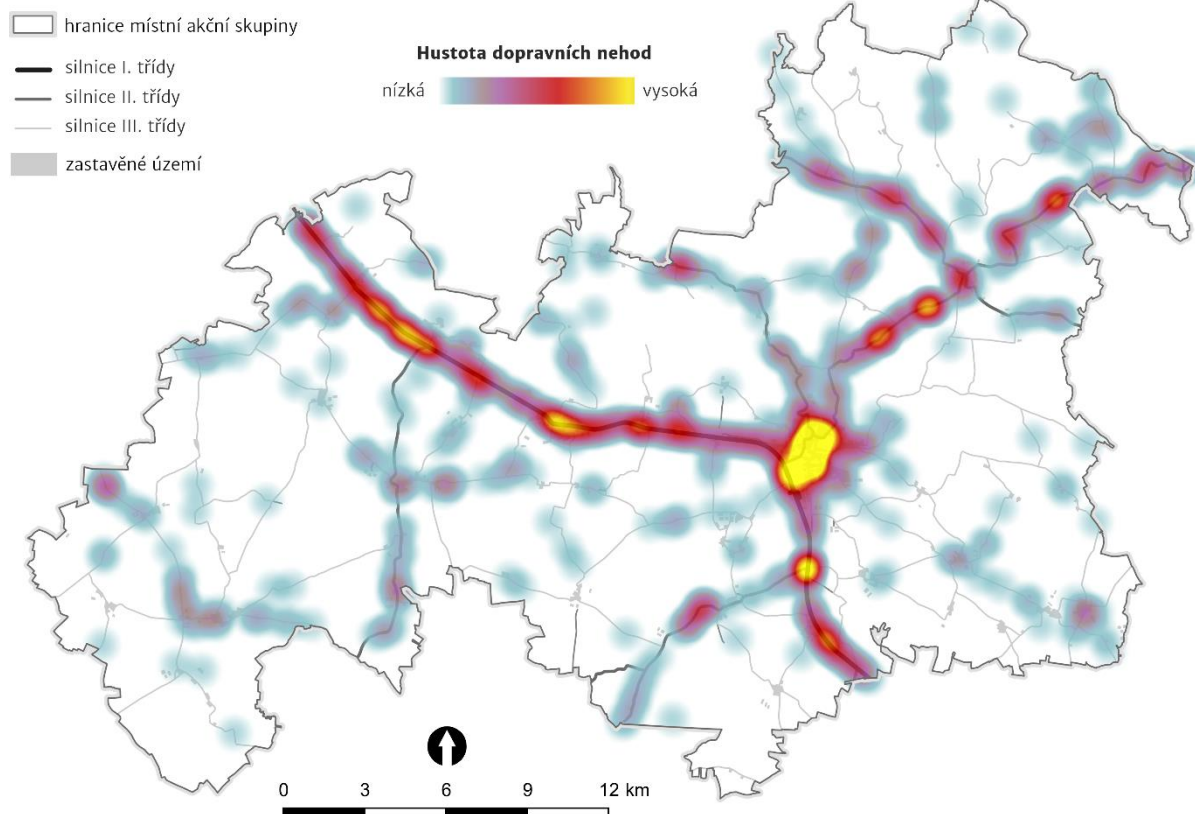 hranice místní akční skupiny
silnice I. třídy
silnice II. třídy
silnice III. třídy
zastavěné území
Hustota dopravních nehod
nízká vysoká
0 3 6 9 12 km